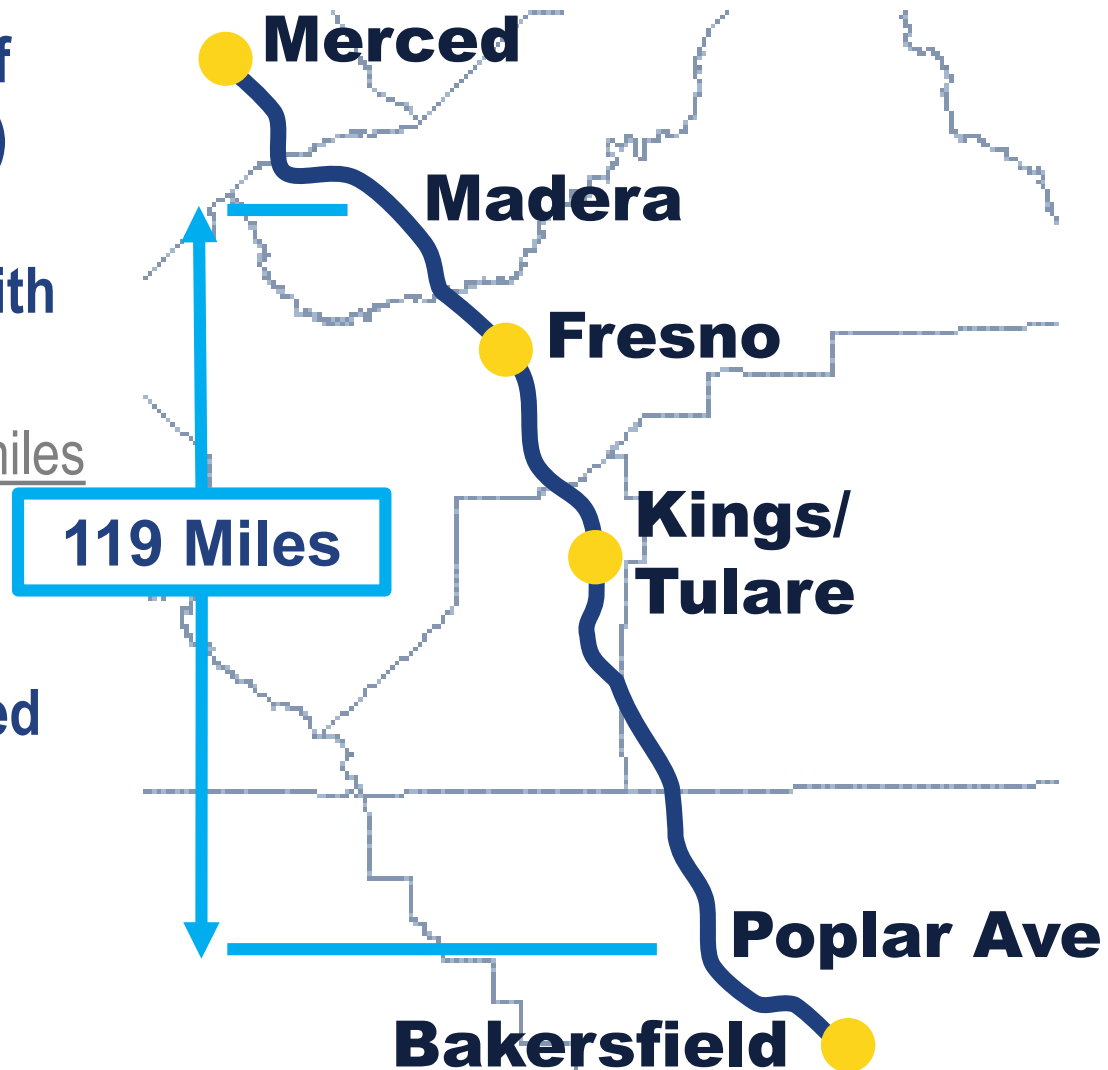 Merced
Madera
Fresno
119 Miles
Kings/
Tulare
Poplar Ave
Bakersfield